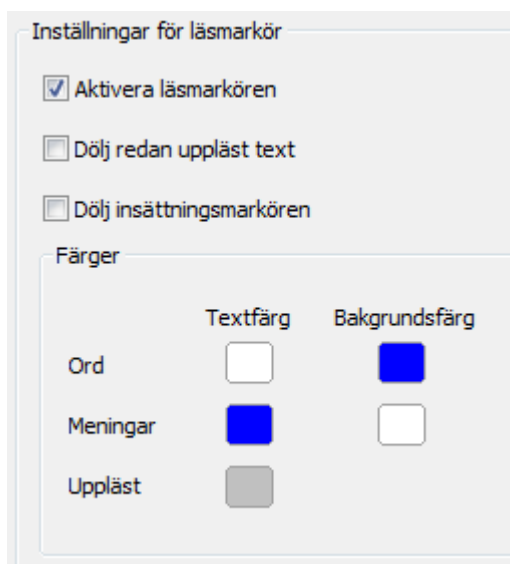 Inställningar för läsmarkör
Aktivera läsmarkören
Dölj redan uppläst text
Dölj insättningsmarkören
Färger
Textfärg Bakgrundsfärg
Ord
Meningar
Uppläst